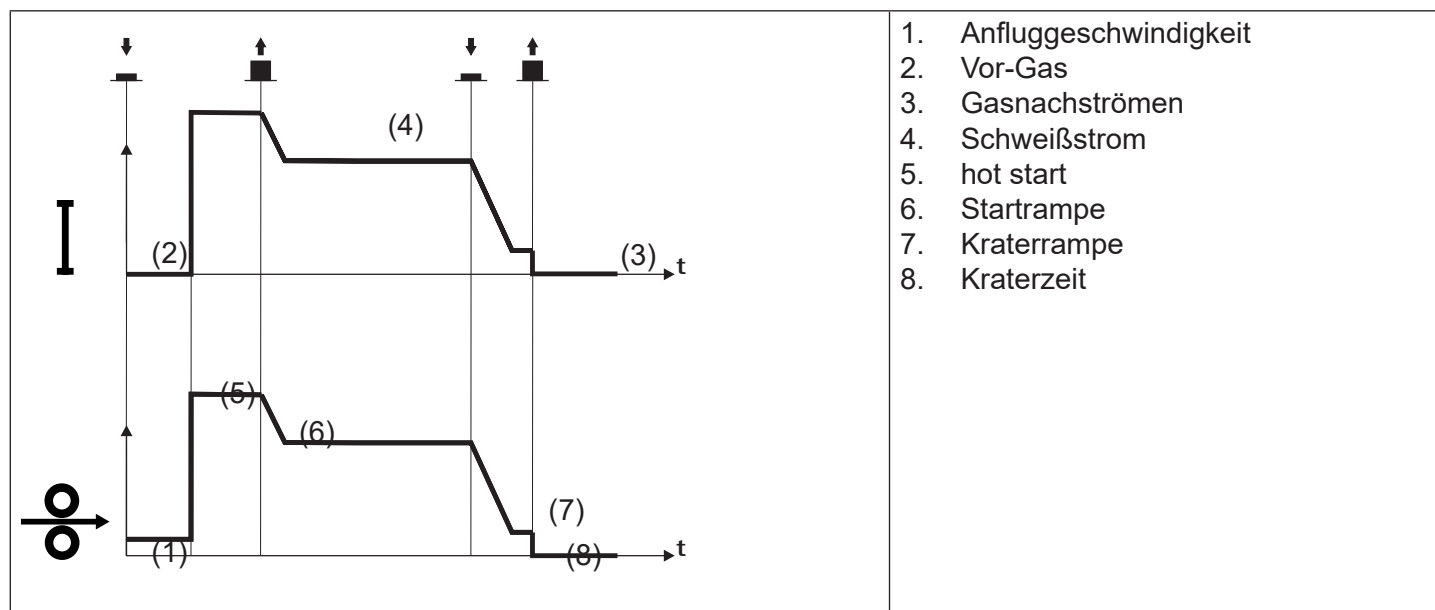 (4)
I
(2)
(3)
t
(5)
(6)
(7)
(1)
(8)
t
1. Anfluggeschwindigkeit
2. Vor-Gas
3. Gasnachströmen
4. Schweißstrom
5. hot start
6. Startrampe
7. Kraterrampe
8. Kraterzeit